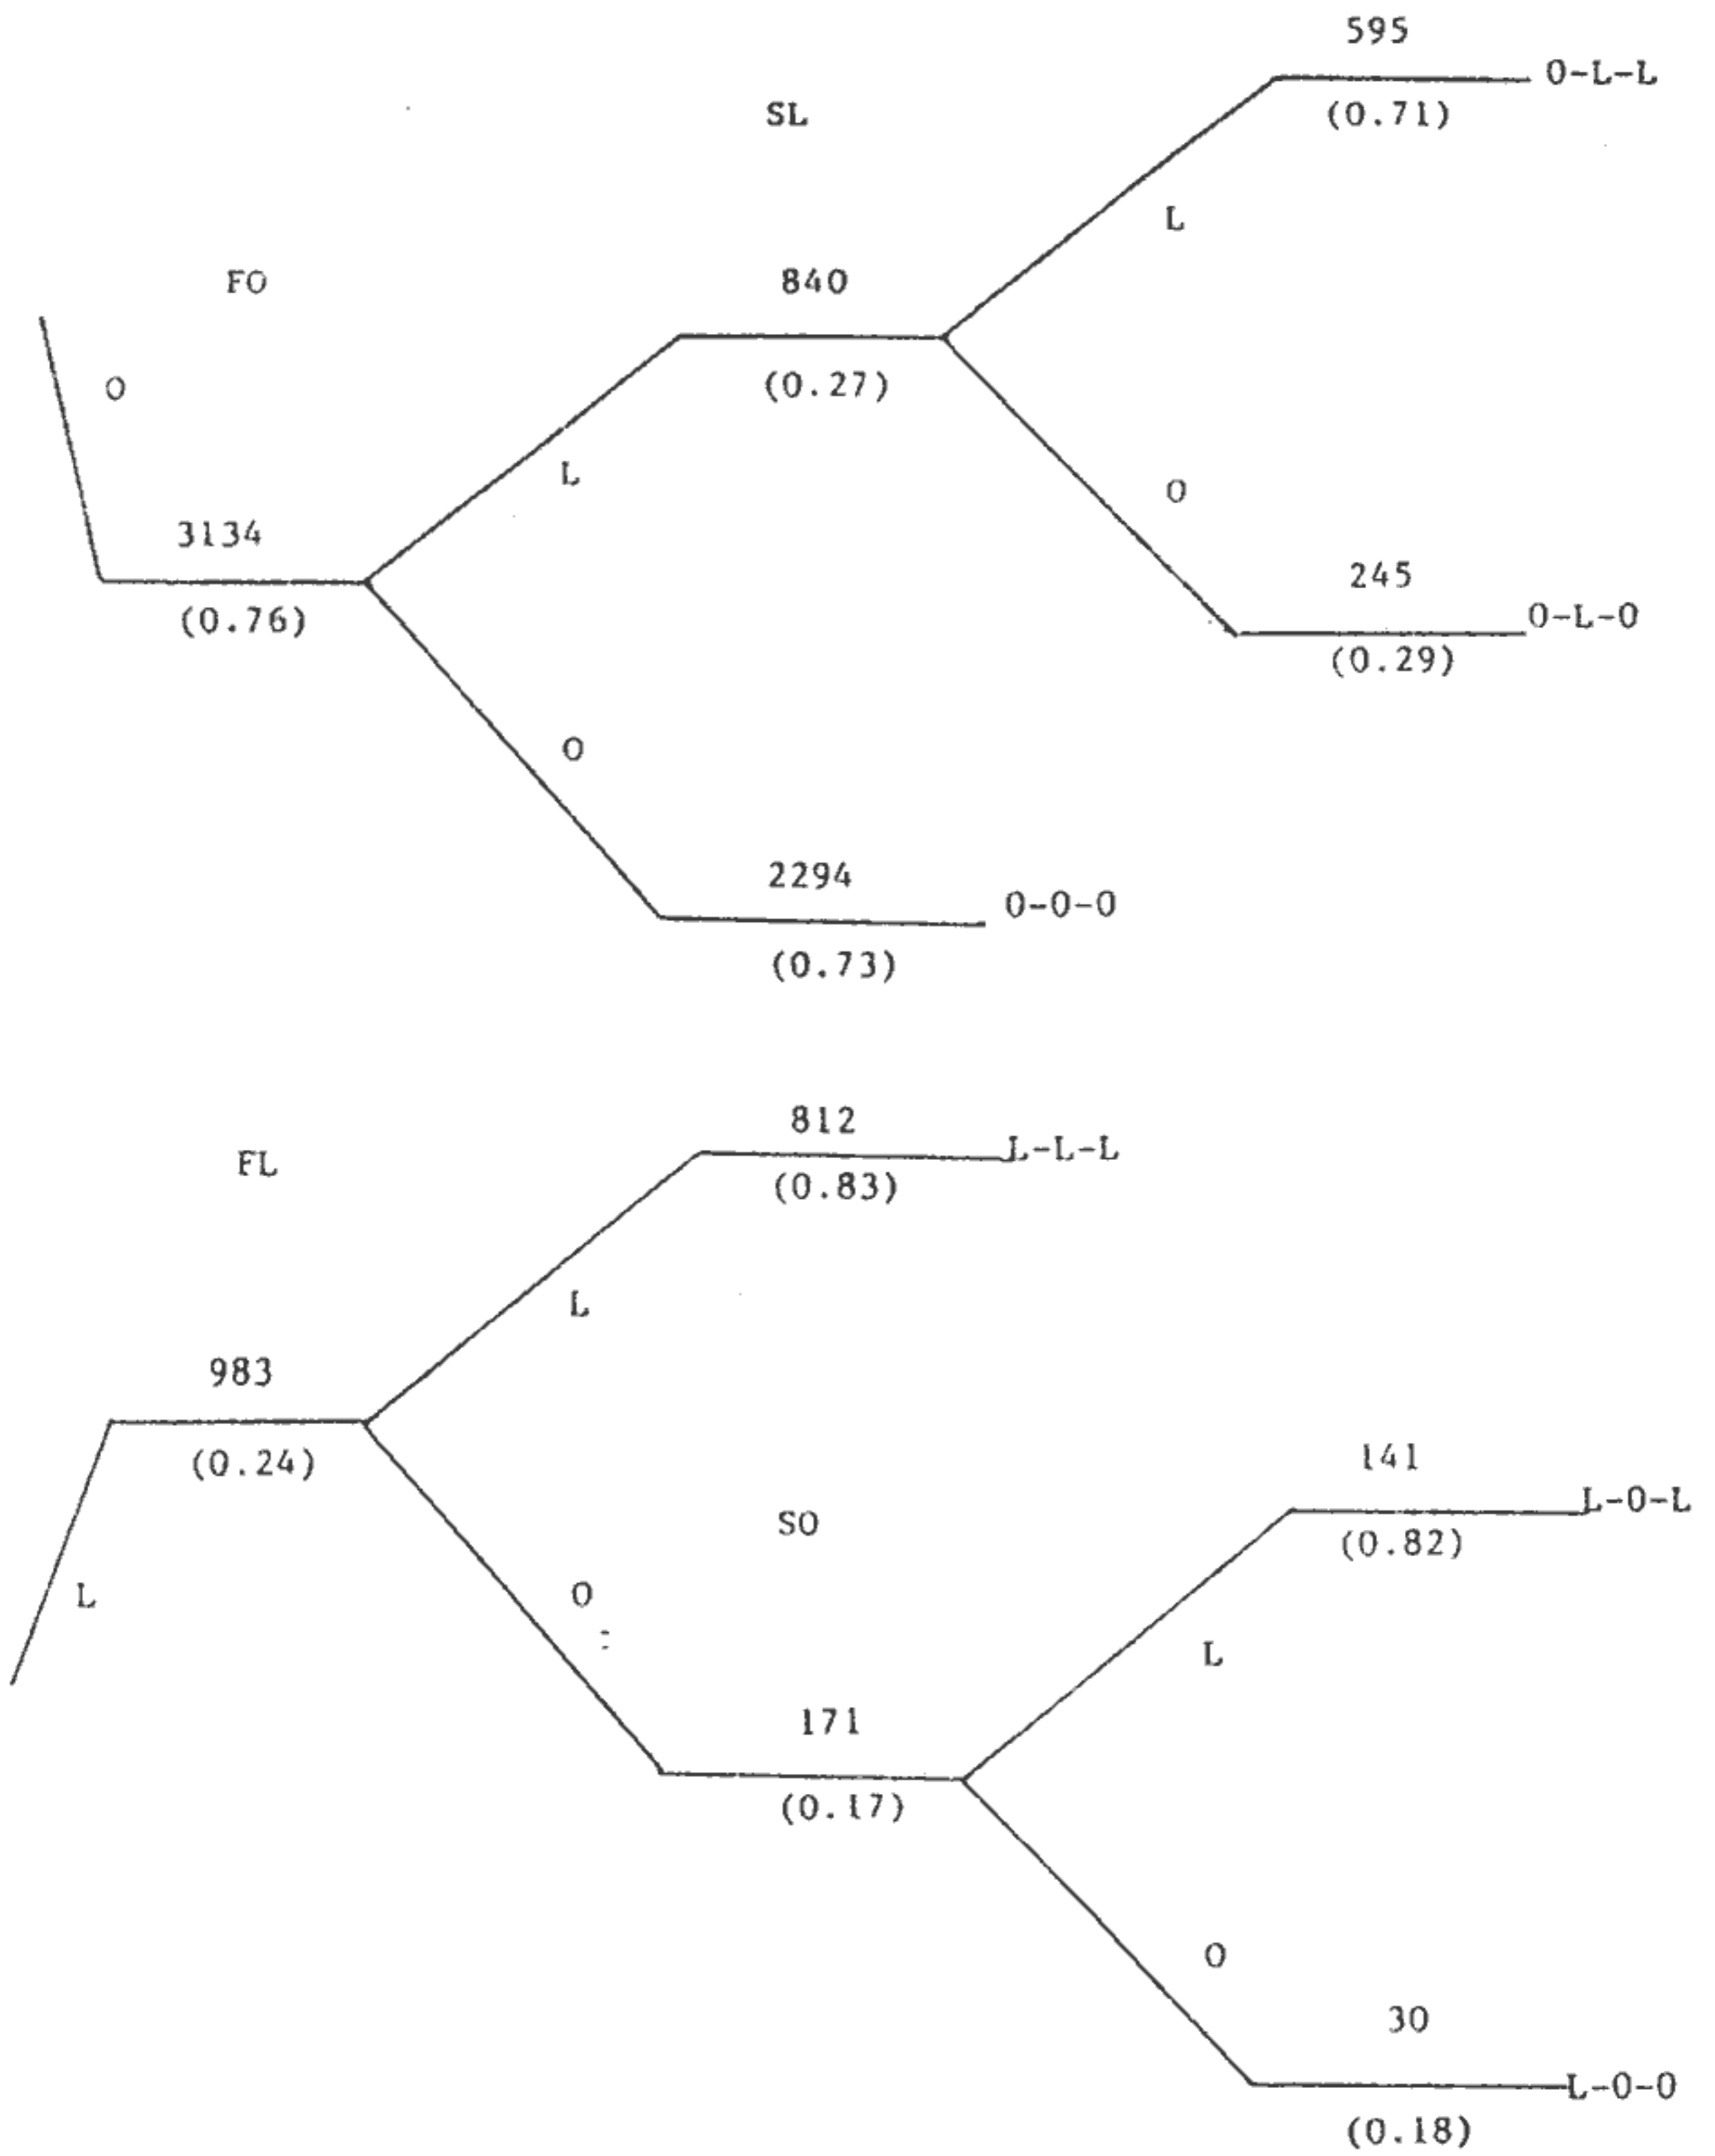 595
O-L-L
SL
(0.71)
L
FO
840
(0.27)
O
L
O
3134
245
O-L-O
(0.76)
(0.29)
O
2294
O-O-O
(0.73)
812
L-L-L
FL
(0.83)
L
983
(0.24)
141
L-O-L
SO
(0.82)
O
L
L
171
(0.17)
O
30
L-O-O
(0.18)